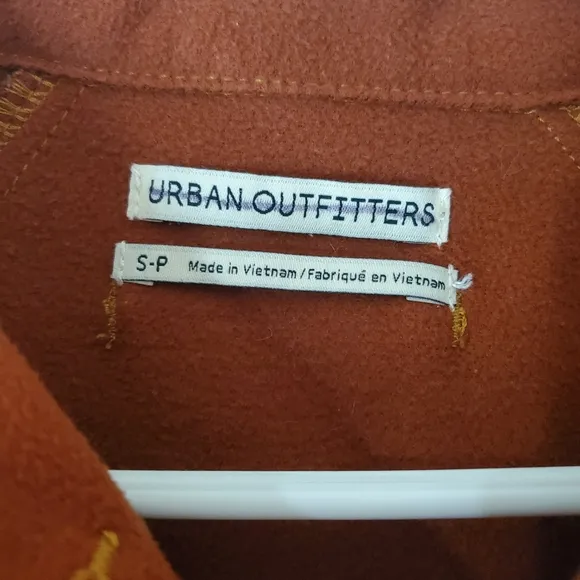 URBAN OUTFITTERS
S-P Made in Vietnam / Fabriqué en Vietnam